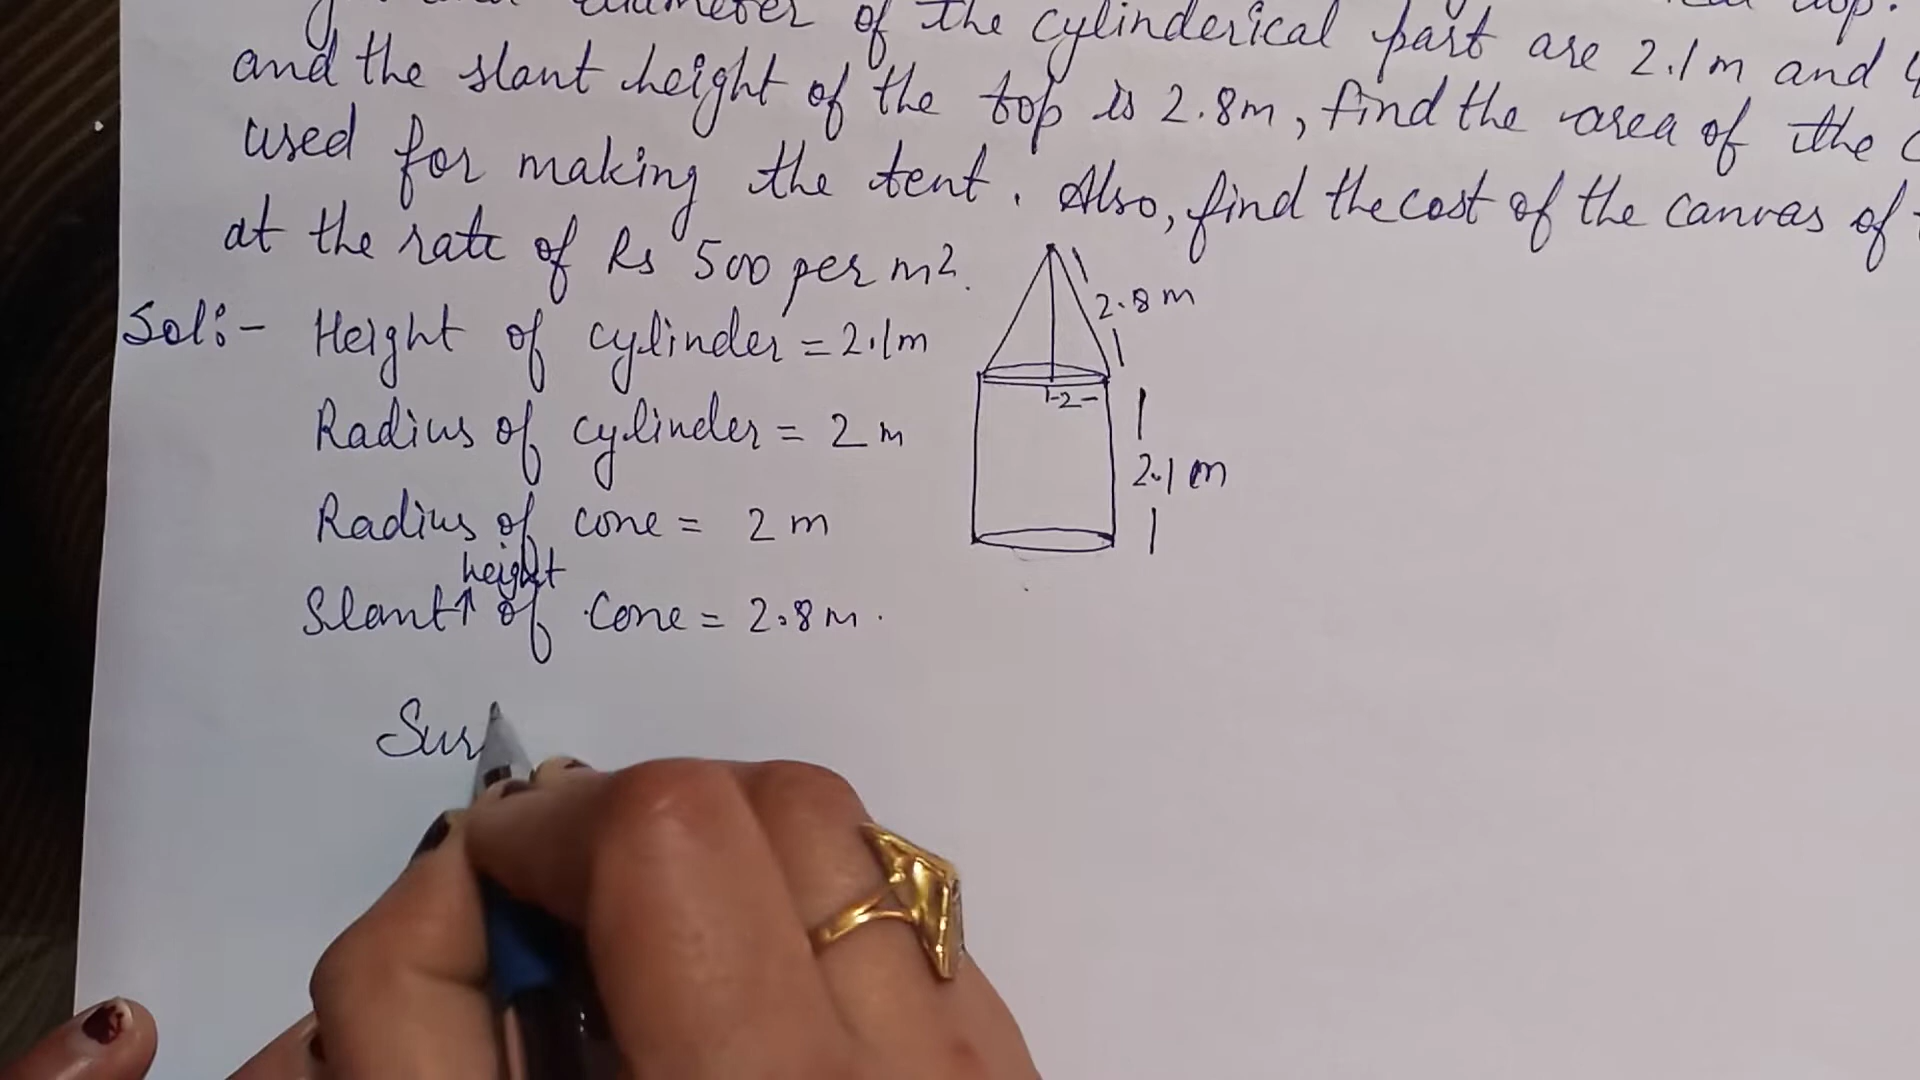 diameter of the cylinderical part are 2.1m and
and the slant height of the top is 2.8m, find the area of the
used for making the tent. Also, find the cost of the canvas of
at the rate of Rs 500 per m².
Sol:- Height of cylinder = 2.1m
Radius of cylinder = 2 m
Radius of cone = 2 m
height
Slant↑ of cone = 2.8m.
Sur
2.8 m
2
2.1 m